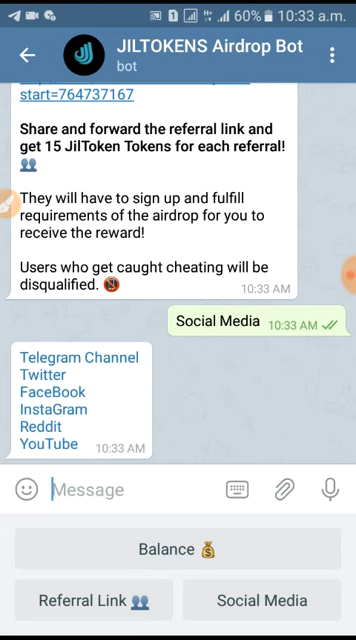 60% 10:33 a.m.
JILTOKENS Airdrop Bot
bot
start=764737167
Share and forward the referral link and
get 15 JilToken Tokens for each referral!
They will have to sign up and fulfill
requirements of the airdrop for you to
receive the reward!
Users who get caught cheating will be
disqualified.
10:33 AM
Social Media 10:33 AM
Telegram Channel
Twitter
FaceBook
InstaGram
Reddit
YouTube 10:33 AM
Message
Balance
Referral Link
Social Media